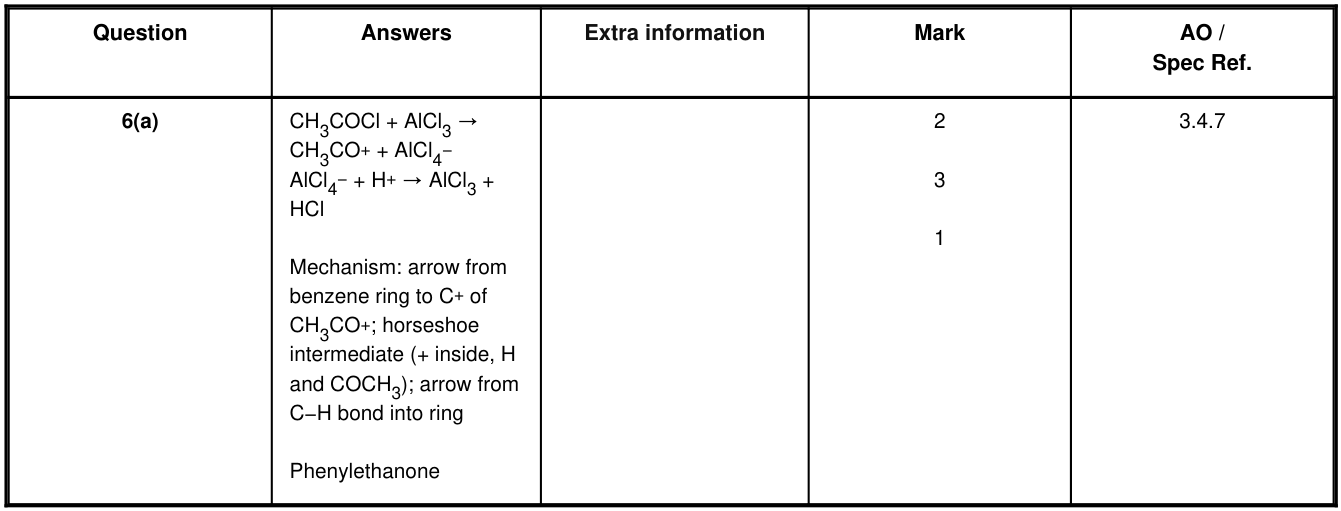 Question Answers Extra information Mark AO /
Spec Ref.
6(a) CH₃COCl + AlCl₃ → 2 3.4.7
CH₃CO⁺ + AlCl₄⁻
AlCl₄⁻ + H⁺ → AlCl₃ + 3
HCl
1
Mechanism: arrow from
benzene ring to C⁺ of
CH₃CO⁺; horseshoe
intermediate (+ inside, H
and COCH₃); arrow from
C–H bond into ring
Phenylethanone